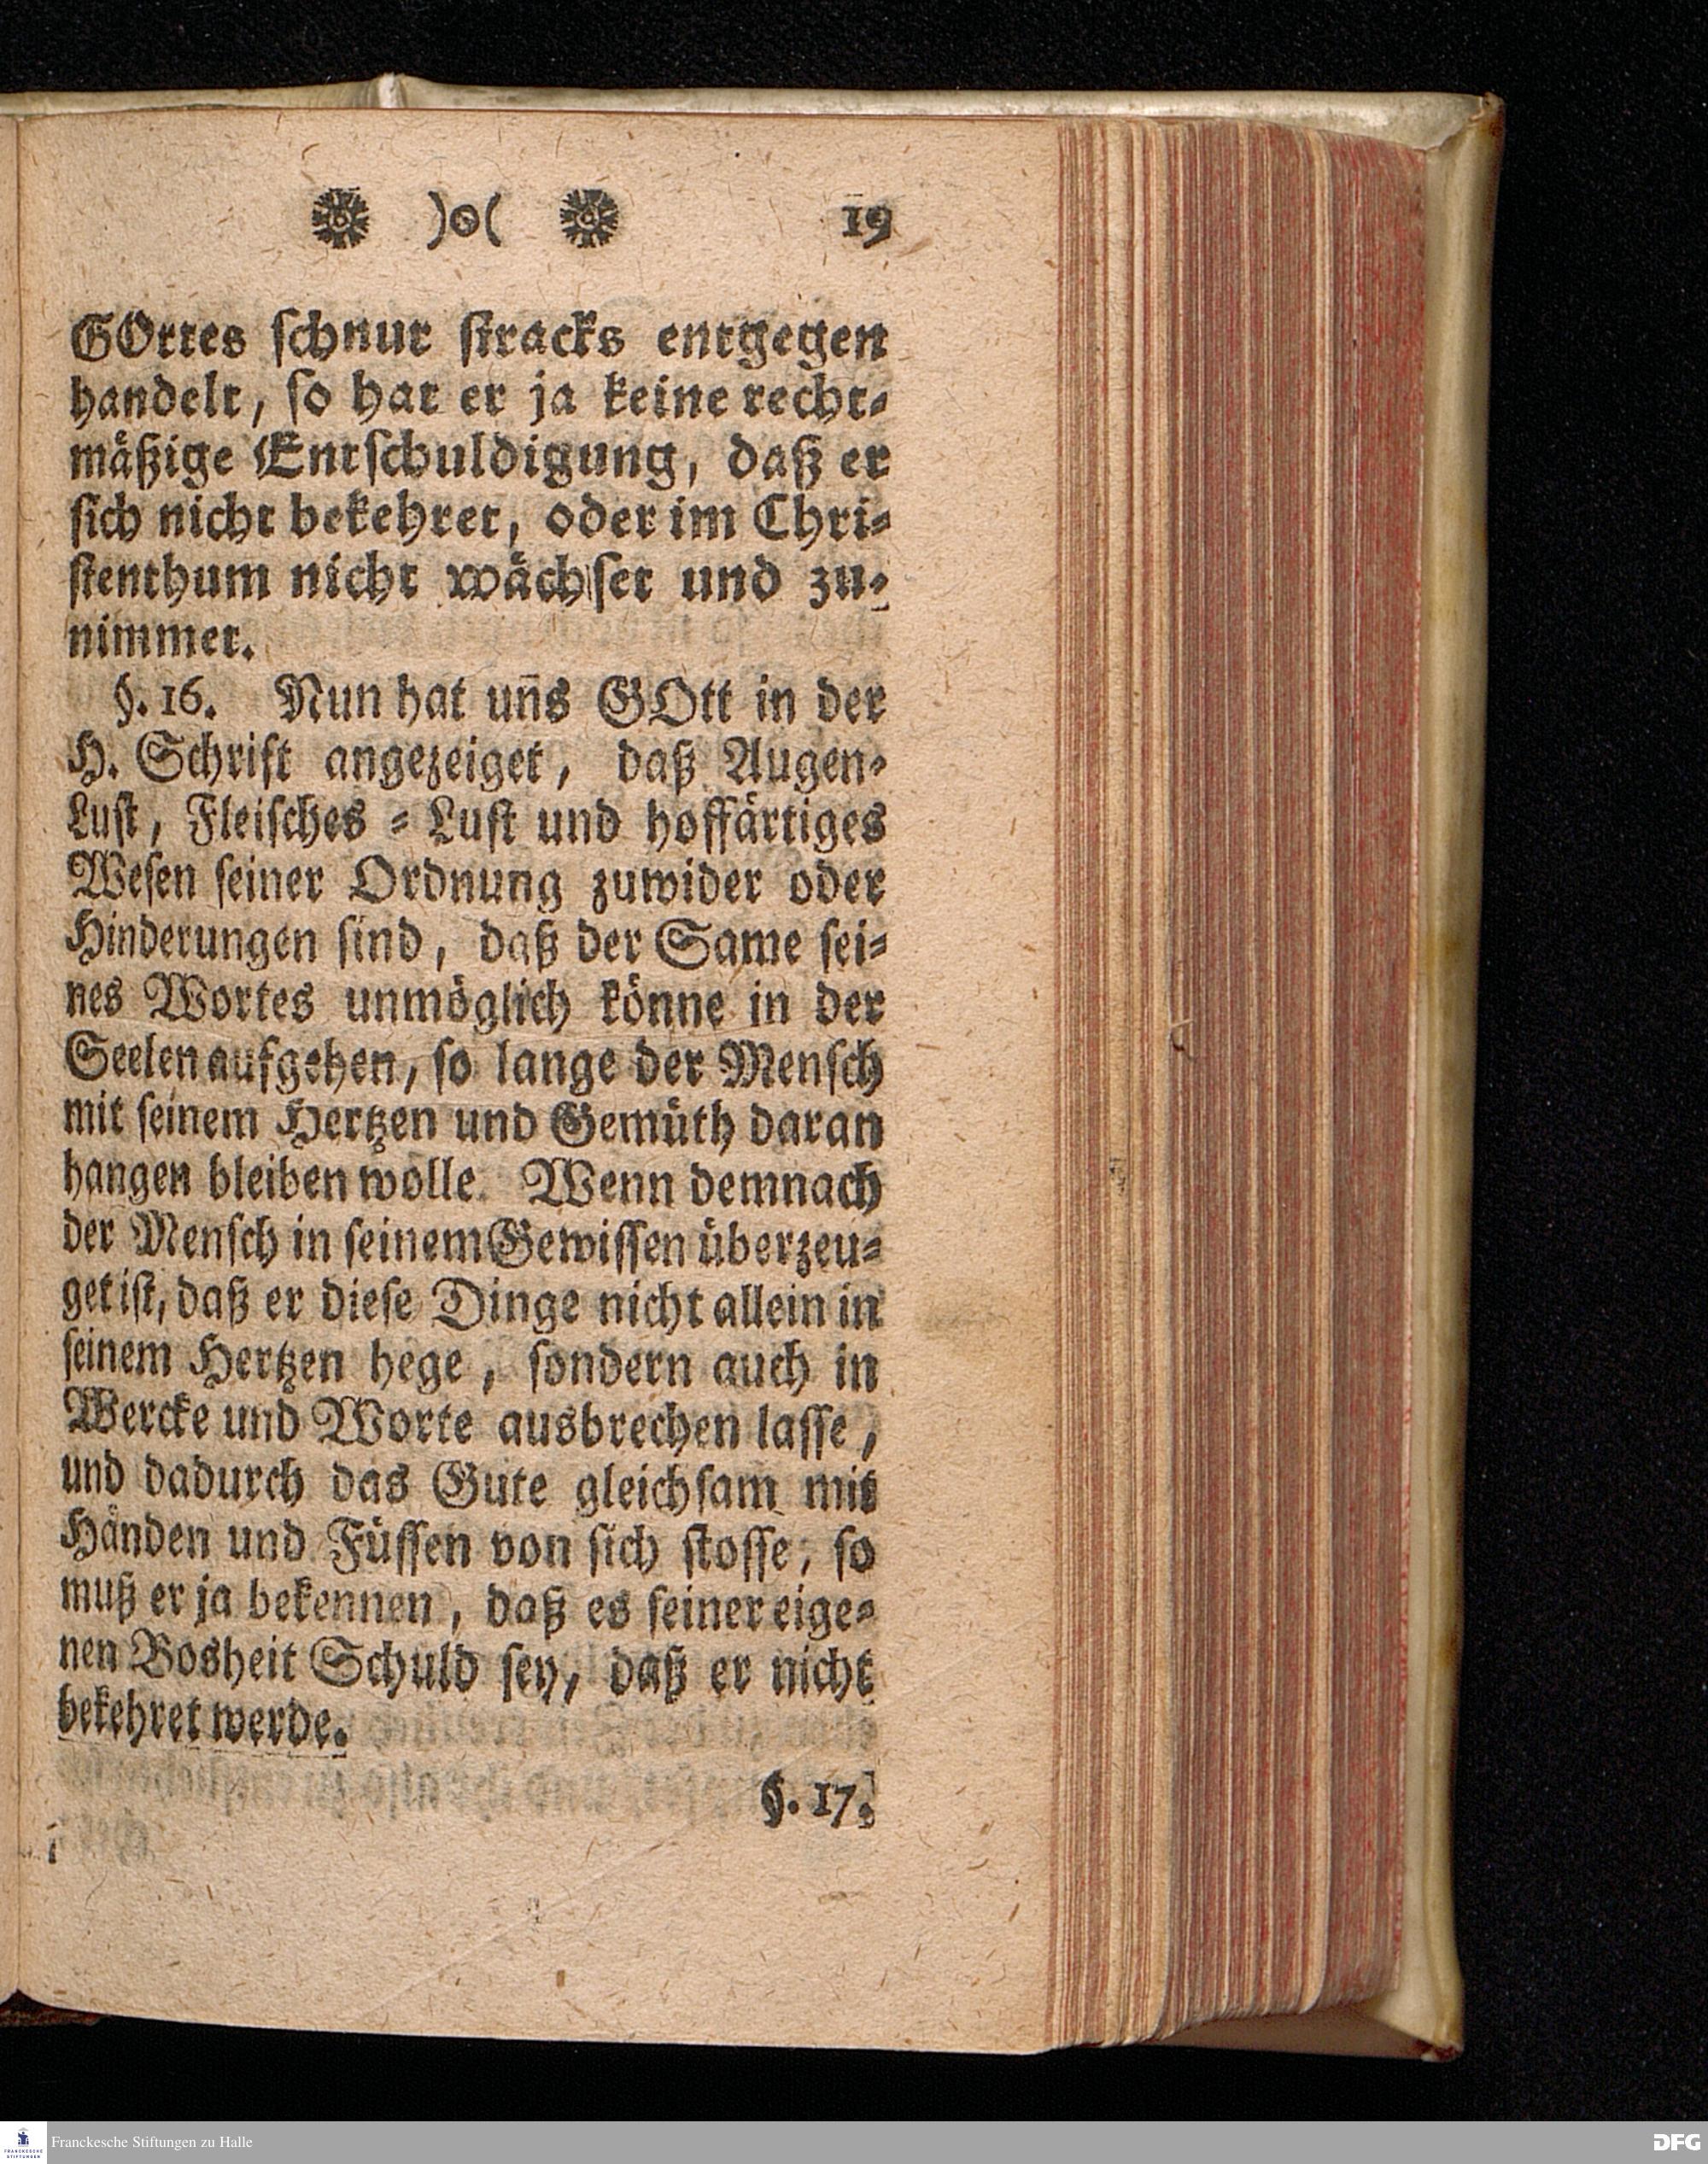 )o( 19
GOttes schnur stracks entgegen
handelt, so hat er ja keine recht-
mäßige Entschuldigung, daß er
sich nicht bekehret, oder im Chri-
stenthum nicht wächset und zu-
nimmet.
§. 16. Nun hat uns GOtt in der
H. Schrift angezeiget, daß Augen-
Lust, Fleisches-Lust und hoffärtiges
Wesen seiner Ordnung zuwider oder
Hinderungen sind, daß der Same sei-
nes Wortes unmöglich könne in der
Seelen aufgehen, so lange der Mensch
mit seinem Hertzen und Gemüth daran
hangen bleiben wolle. Wenn demnach
der Mensch in seinem Gewissen überzeu-
get ist, daß er diese Dinge nicht allein in
seinem Hertzen hege, sondern auch in
Wercke und Worte ausbrechen lasse,
und dadurch das Gute gleichsam mit
Händen und Füssen von sich stosse, so
muß er ja bekennen, daß es seiner eige-
nen Bosheit Schuld sey, daß er nicht
bekehret werde.
§. 17.
FRANCKESCHE
STIFTUNGEN
Franckesche Stiftungen zu Halle
DFG